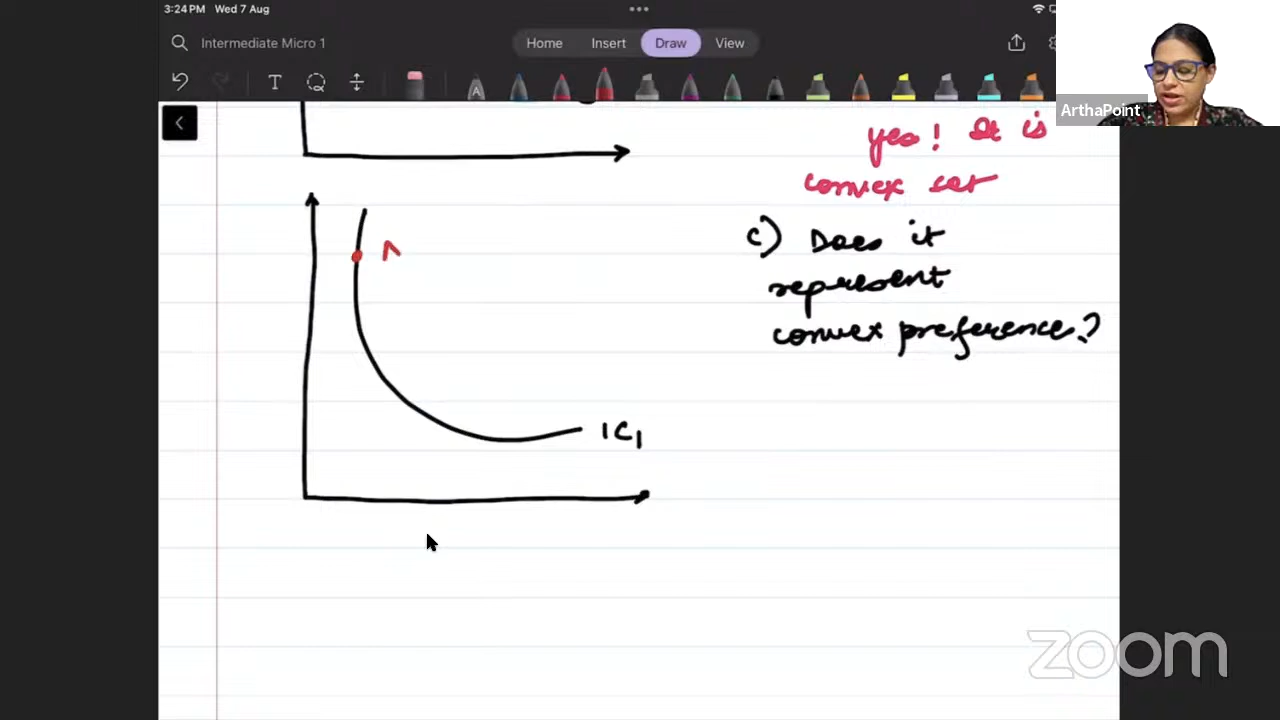 3:24 PM Wed 7 Aug
Intermediate Micro 1
Home Insert Draw View
T
A
ArthaPoint
yes! It is
convex set
c) Does it
represent
convex preference?
A
IC1
zoom